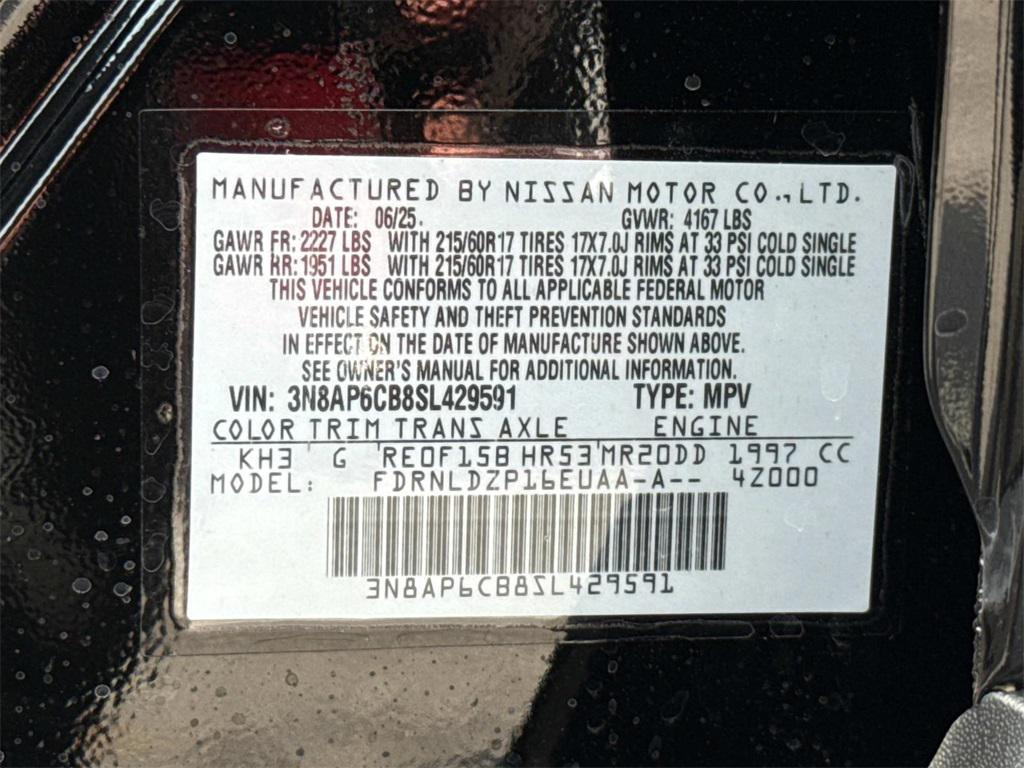 MANUFACTURED BY NISSAN MOTOR CO.,LTD.
DATE: 06/25. GVWR: 4167 LBS
GAWR FR: 2227 LBS WITH 215/60R17 TIRES 17X7.0J RIMS AT 33 PSI COLD SINGLE
GAWR RR: 1951 LBS WITH 215/60R17 TIRES 17X7.0J RIMS AT 33 PSI COLD SINGLE
THIS VEHICLE CONFORMS TO ALL APPLICABLE FEDERAL MOTOR
VEHICLE SAFETY AND THEFT PREVENTION STANDARDS
IN EFFECT ON THE DATE OF MANUFACTURE SHOWN ABOVE.
SEE OWNER'S MANUAL FOR ADDITIONAL INFORMATION.
VIN: 3N8AP6CB8SL429591 TYPE: MPV
COLOR TRIM TRANS AXLE ENGINE
KH3 G RE0F15B HR53 MR20DD 1997 CC
MODEL: FDRNLDZP16EUAA-A-- 4Z000
3N8AP6CB8SL429591